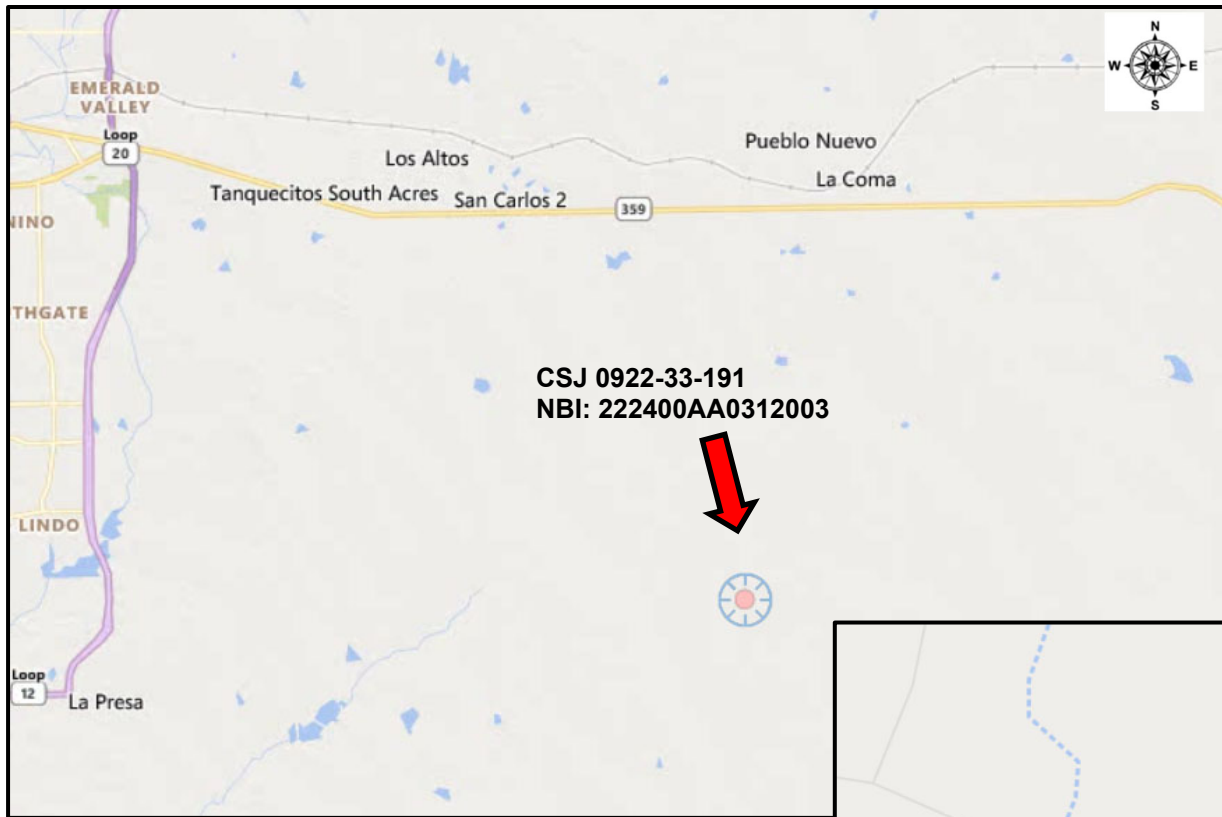 N
W
E
S
EMERALD
VALLEY
Loop
20
Los Altos
Pueblo Nuevo
La Coma
Tanquecitos South Acres
San Carlos 2
359
NINO
THGATE
CSJ 0922-33-191
NBI: 222400AA0312003
LINDO
Loop
12
La Presa